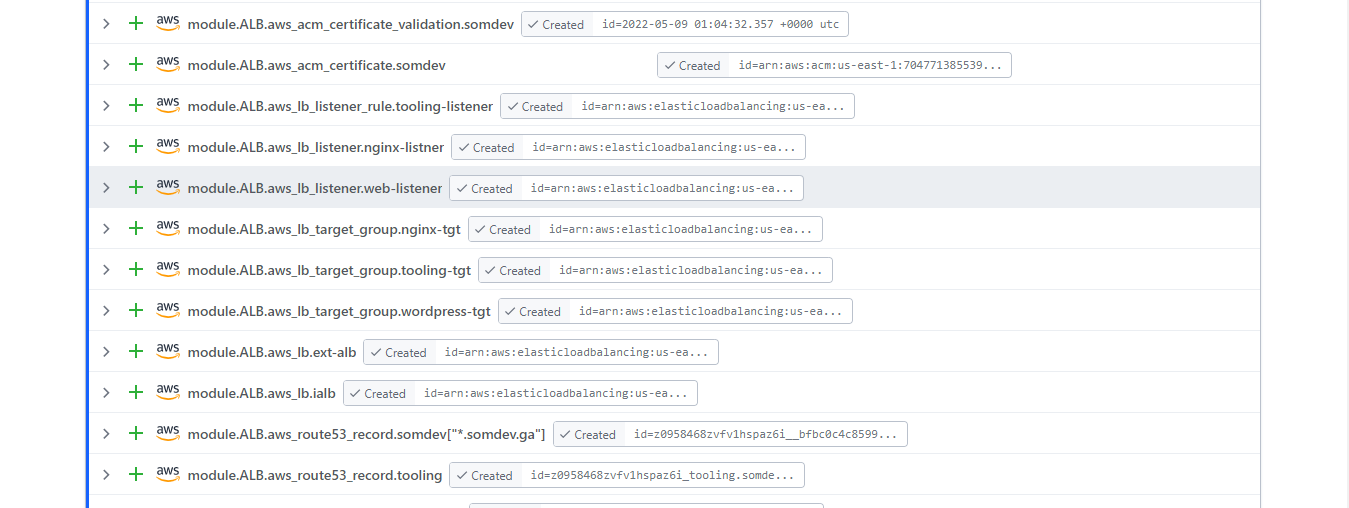 aws module.ALB.aws_acm_certificate_validation.somdev Created id=2022-05-09 01:04:32.357 +0000 utc
aws module.ALB.aws_acm_certificate.somdev Created id=arn:aws:acm:us-east-1:704771385539...
aws module.ALB.aws_lb_listener_rule.tooling-listener Created id=arn:aws:elasticloadbalancing:us-ea...
aws module.ALB.aws_lb_listener.nginx-listner Created id=arn:aws:elasticloadbalancing:us-ea...
aws module.ALB.aws_lb_listener.web-listener Created id=arn:aws:elasticloadbalancing:us-ea...
aws module.ALB.aws_lb_target_group.nginx-tgt Created id=arn:aws:elasticloadbalancing:us-ea...
aws module.ALB.aws_lb_target_group.tooling-tgt Created id=arn:aws:elasticloadbalancing:us-ea...
aws module.ALB.aws_lb_target_group.wordpress-tgt Created id=arn:aws:elasticloadbalancing:us-ea...
aws module.ALB.aws_lb.ext-alb Created id=arn:aws:elasticloadbalancing:us-ea...
aws module.ALB.aws_lb.ialb Created id=arn:aws:elasticloadbalancing:us-ea...
aws module.ALB.aws_route53_record.somdev["*.somdev.ga"] Created id=z0958468zvfv1hspaz6i__bfbc0c4c8599...
aws module.ALB.aws_route53_record.tooling Created id=z0958468zvfv1hspaz6i_tooling.somde...